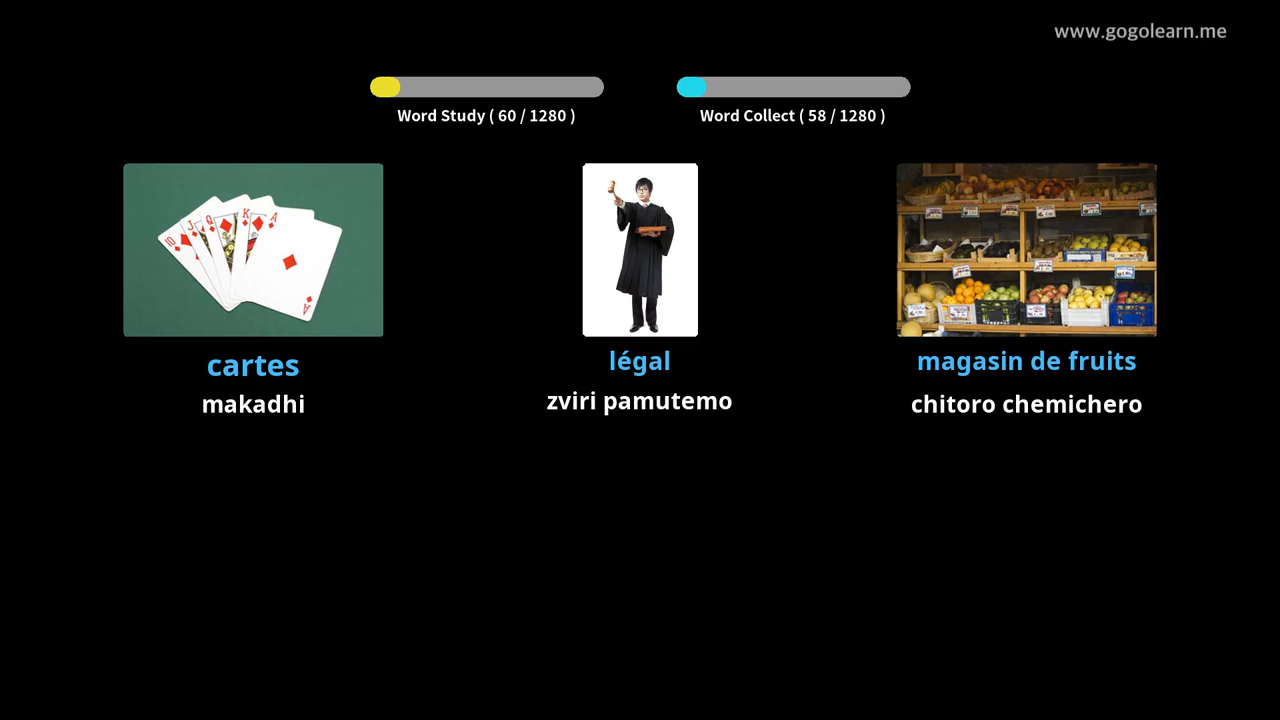 www.gogolearn.me
Word Study ( 60 / 1280 )
Word Collect ( 58 / 1280 )
10 J Q K A
A
cartes
légal
magasin de fruits
makadhi
zviri pamutemo
chitoro chemichero